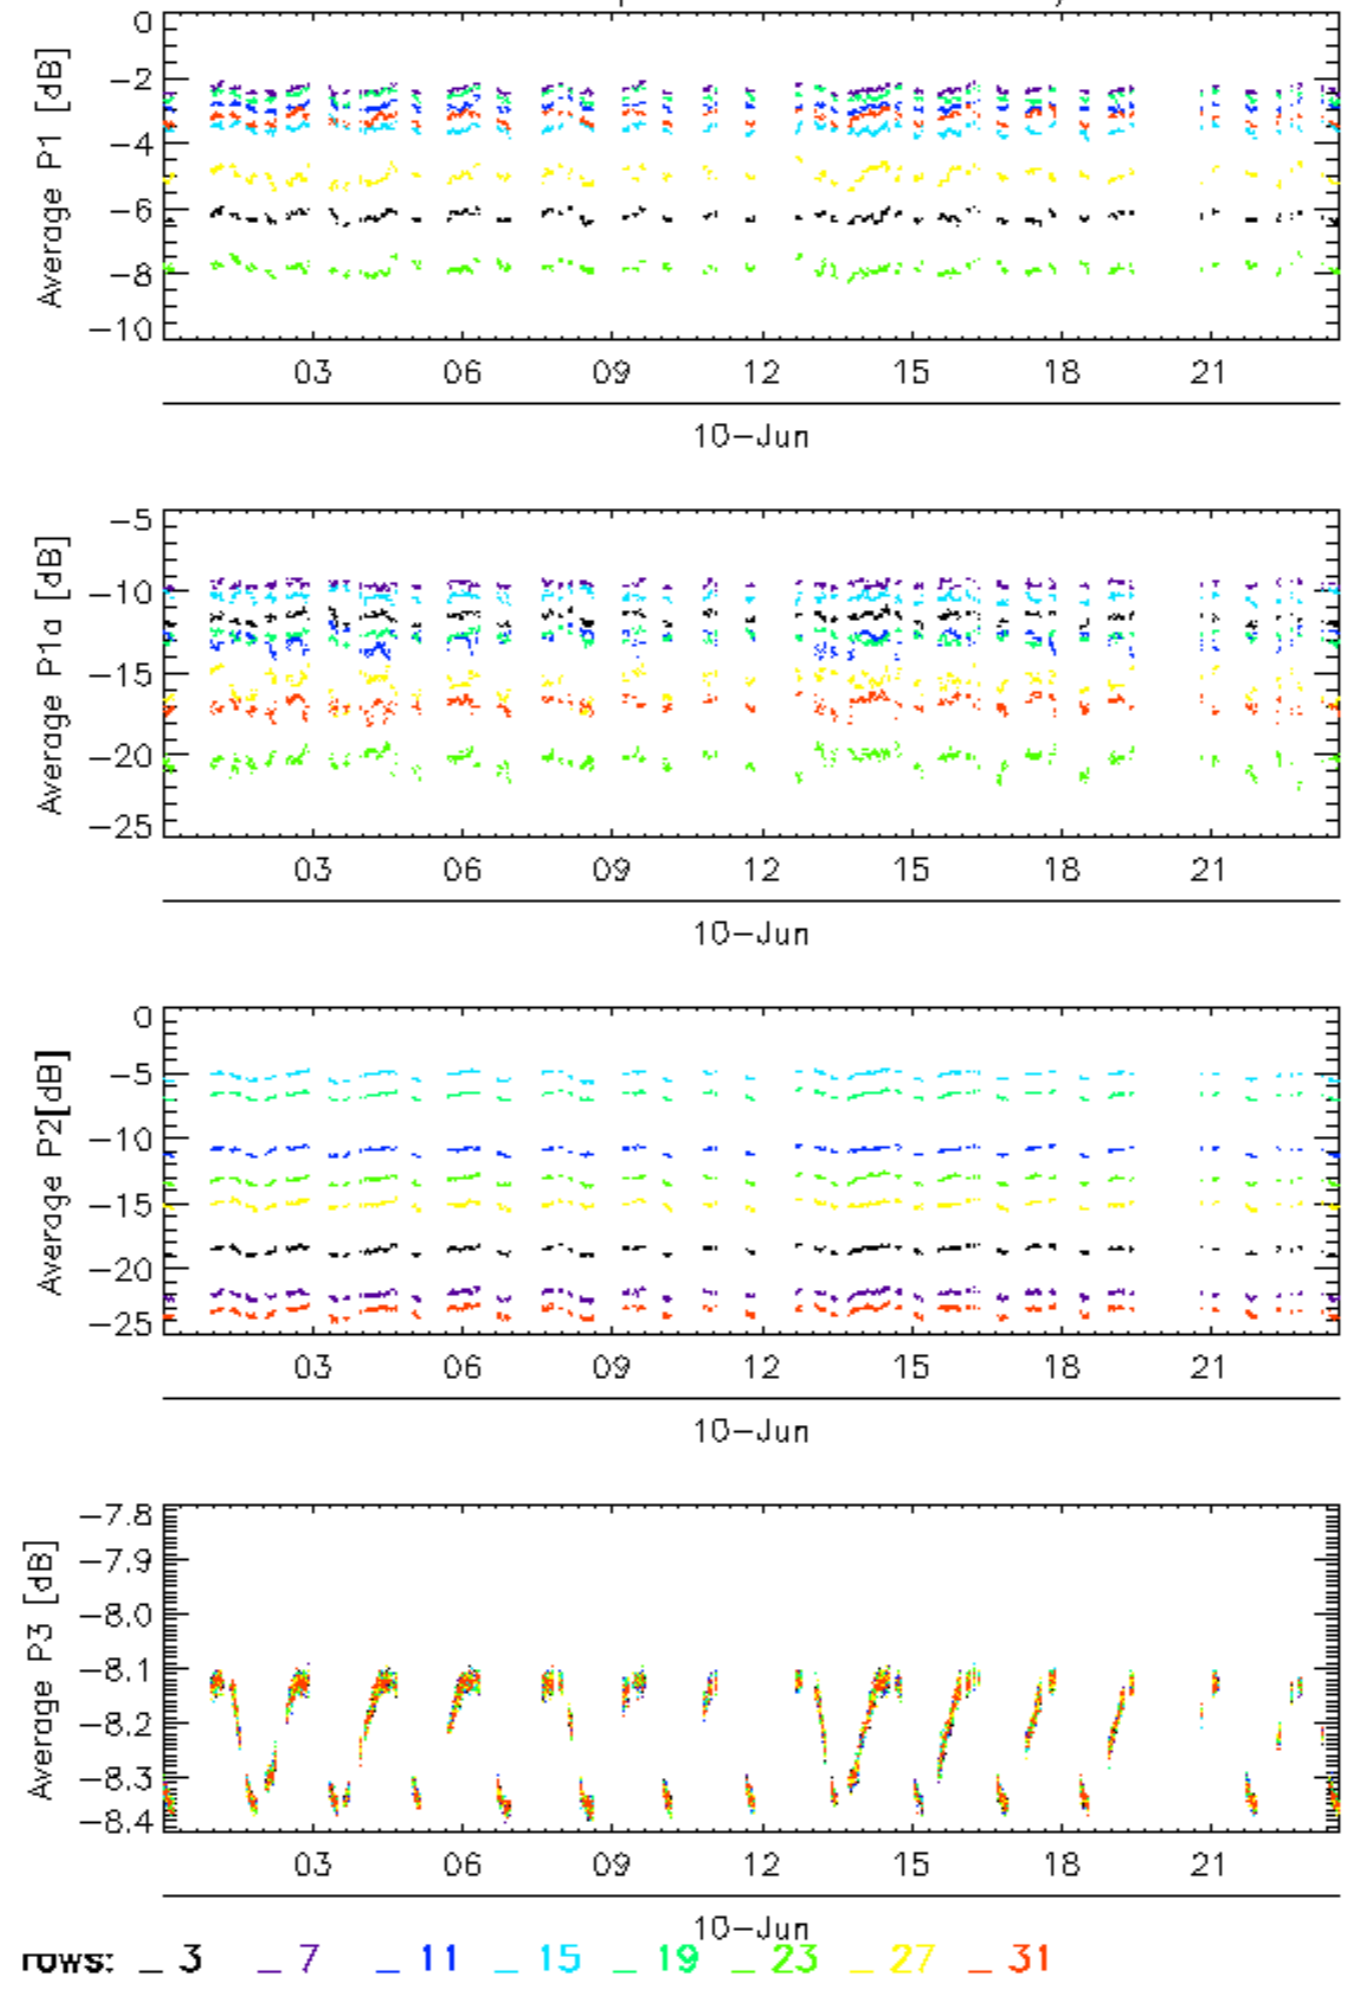 0
−2
−4
−6
−8
−10
Average P1 [dB]
03 06 09 12 15 18 21
10−Jun
−5
−10
−15
−20
−25
Average P1a [dB]
03 06 09 12 15 18 21
10−Jun
0
−5
−10
−15
−20
−25
Average P2[dB]
03 06 09 12 15 18 21
10−Jun
−7.8
−7.9
−8.0
−8.1
−8.2
−8.3
−8.4
Average P3 [dB]
03 06 09 12 15 18 21
10−Jun
rows: _ 3 _ 7 _ 11 _ 15 _ 19 _ 23 _ 27 _ 31